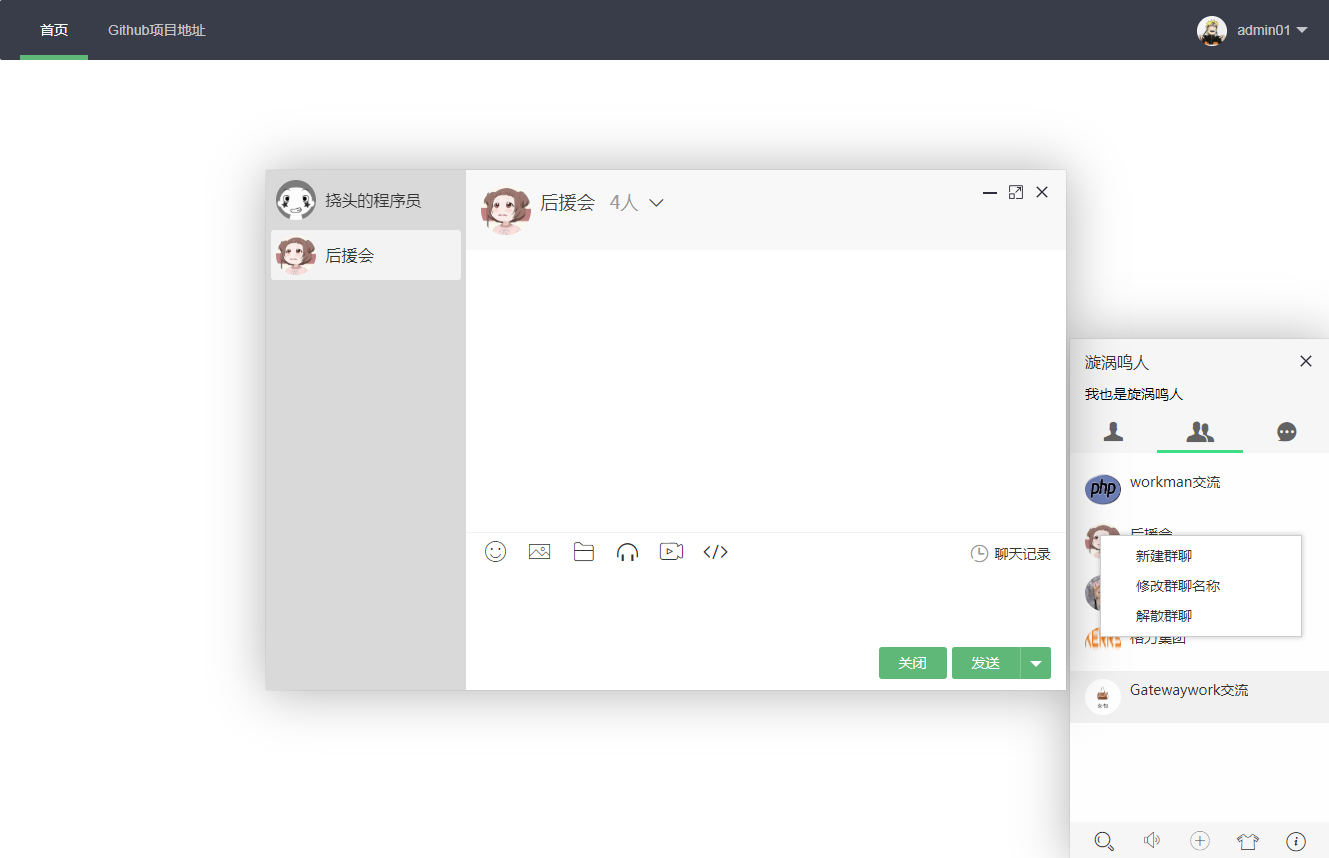 首页
Github项目地址
admin01
挠头的程序员
后援会
后援会 4人
聊天记录
关闭
发送
漩涡鸣人
我也是旋涡鸣人
php
workman交流
后援会
新建群聊
修改群聊名称
解散群聊
格力集团
Gatewaywork交流